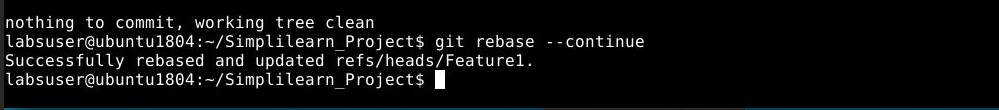 nothing to commit, working tree clean
labsuser@ubuntu1804:~/Simplilearn_Project$ git rebase --continue
Successfully rebased and updated refs/heads/Feature1.
labsuser@ubuntu1804:~/Simplilearn_Project$